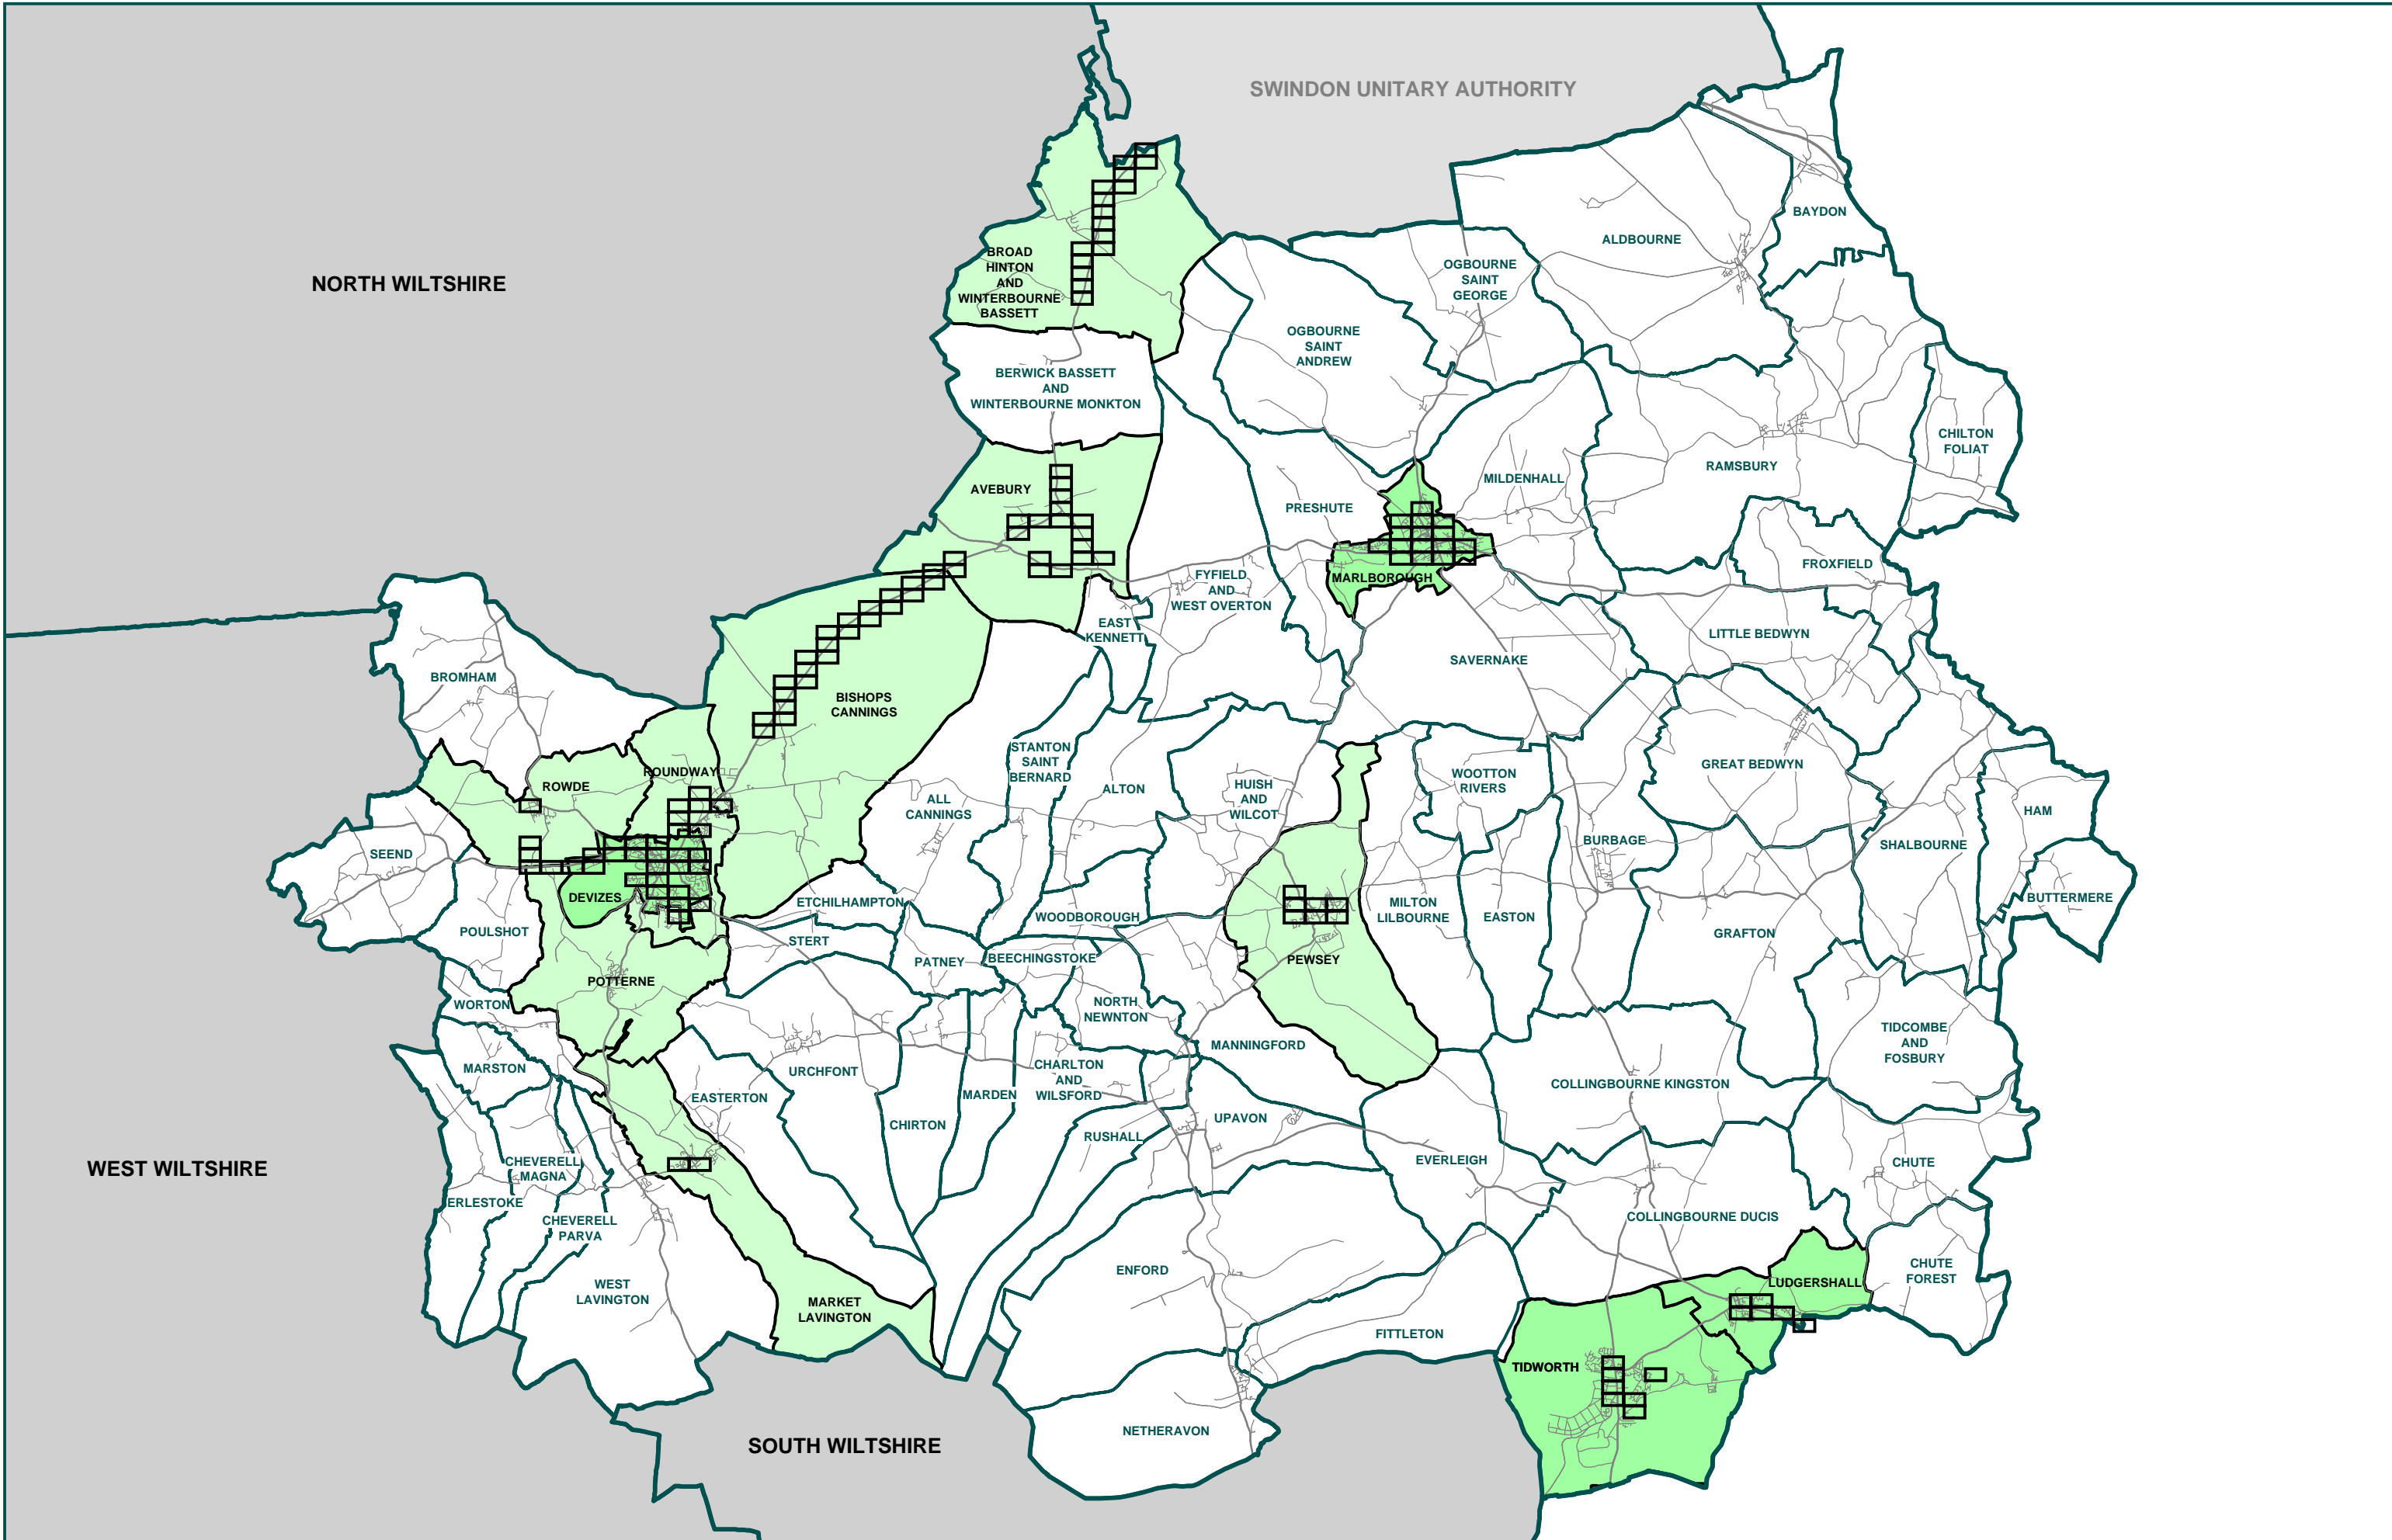 SWINDON UNITARY AUTHORITY
NORTH WILTSHIRE
BROAD
HINTON
AND
WINTERBOURNE
BASSETT
BAYDON
ALDBOURNE
OGBOURNE
SAINT
GEORGE
OGBOURNE
SAINT
ANDREW
BERWICK BASSETT
AND
WINTERBOURNE MONKTON
CHILTON
FOLIAT
RAMSBURY
MILDENHALL
AVEBURY
PRESHUTE
FROXFIELD
MARLBOROUGH
FYFIELD
AND
WEST OVERTON
EAST
KENNETT
LITTLE BEDWYN
SAVERNAKE
BROMHAM
BISHOPS
CANNINGS
STANTON
SAINT
BERNARD
ROUNDWAY
ROWDE
ALL
CANNINGS
ALTON
HUISH
AND
WILCOT
WOOTTON
RIVERS
GREAT BEDWYN
HAM
SEEND
BURBAGE
SHALBOURNE
DEVIZES
ETCHILHAMPTON
WOODBOROUGH
MILTON
LILBOURNE
EASTON
BUTTERMERE
POULSHOT
STERT
GRAFTON
PATNEY
BEECHINGSTOKE
PEWSEY
POTTERNE
WORTON
NORTH
NEWNTON
TIDCOMBE
AND
FOSBURY
MANNINGFORD
MARSTON
URCHFONT
CHARLTON
AND
WILSFORD
COLLINGBOURNE KINGSTON
EASTERTON
MARDEN
CHIRTON
UPAVON
RUSHALL
WEST WILTSHIRE
CHEVERELL
MAGNA
EVERLEIGH
CHUTE
ERLESTOKE
CHEVERELL
PARVA
COLLINGBOURNE DUCIS
ENFORD
CHUTE
FOREST
WEST
LAVINGTON
LUDGERSHALL
MARKET
LAVINGTON
FITTLETON
TIDWORTH
NETHERAVON
SOUTH WILTSHIRE